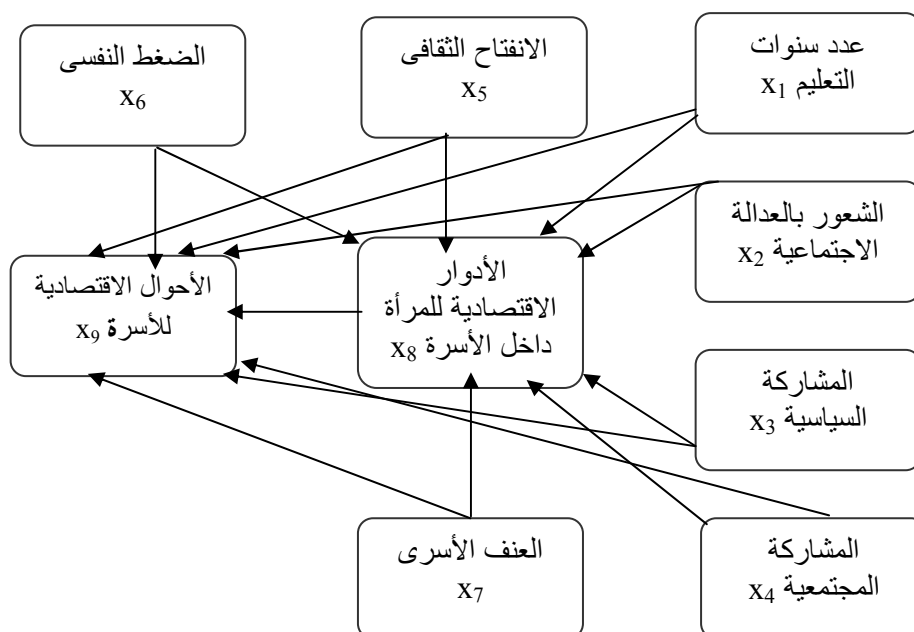 عدد سنوات
التعليم x1
الانفتاح الثقافى
x5
الضغط النفسى
x6
الشعور بالعدالة
الاجتماعية x2
الأدوار
الاقتصادية للمرأة
داخل الأسرة x8
الأحوال الاقتصادية
للأسرة x9
المشاركة
السياسية x3
المشاركة
المجتمعية x4
العنف الأسرى
x7